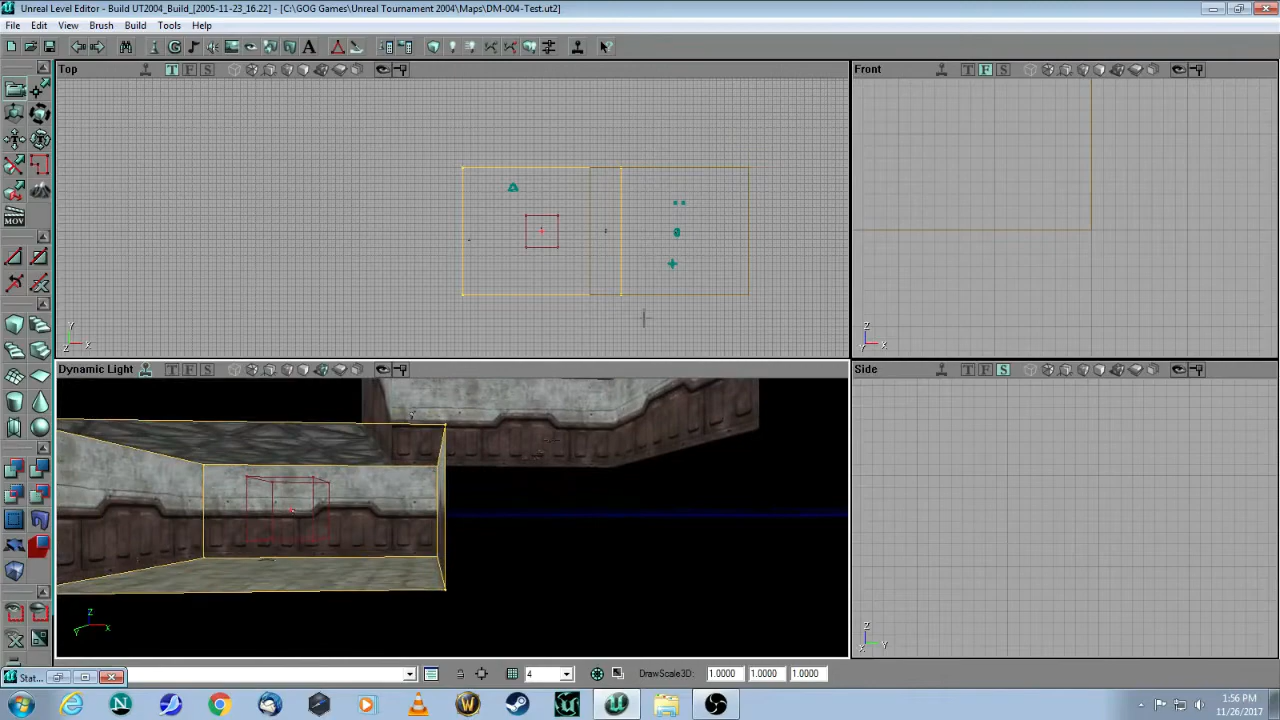 Unreal Level Editor - Build UT2004_Build_[2005-11-23_16.22] - [C:\GOG Games\Unreal Tournament 2004\Maps\DM-004-Test.ut2]
File Edit View Brush Build Tools Help
Top T F S
Front T F S
MOV
Y
Z X
Z
Y X
Dynamic Light T F S
Side T F S
Z
Y X
Z
X Y
Stat... 4 DrawScale3D: 1.0000 1.0000 1.0000
1:56 PM
11/26/2017